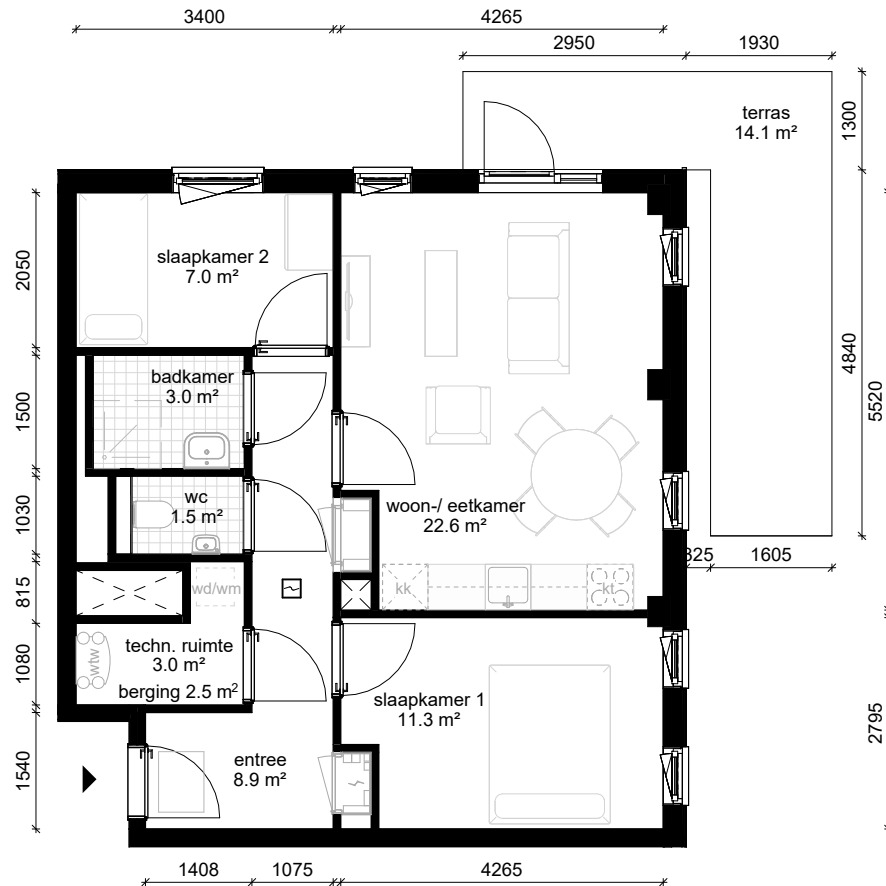 3400
4265
2950
1930
terras
14.1 m²
1300
slaapkamer 2
7.0 m²
2050
badkamer
3.0 m²
1500
4840
5520
wc
1.5 m²
1030
woon-/ eetkamer
22.6 m²
325
1605
815
wd/wm
kk
kt
techn. ruimte
3.0 m²
berging 2.5 m²
wtw
1080
slaapkamer 1
11.3 m²
2795
entree
8.9 m²
1540
1408
1075
4265